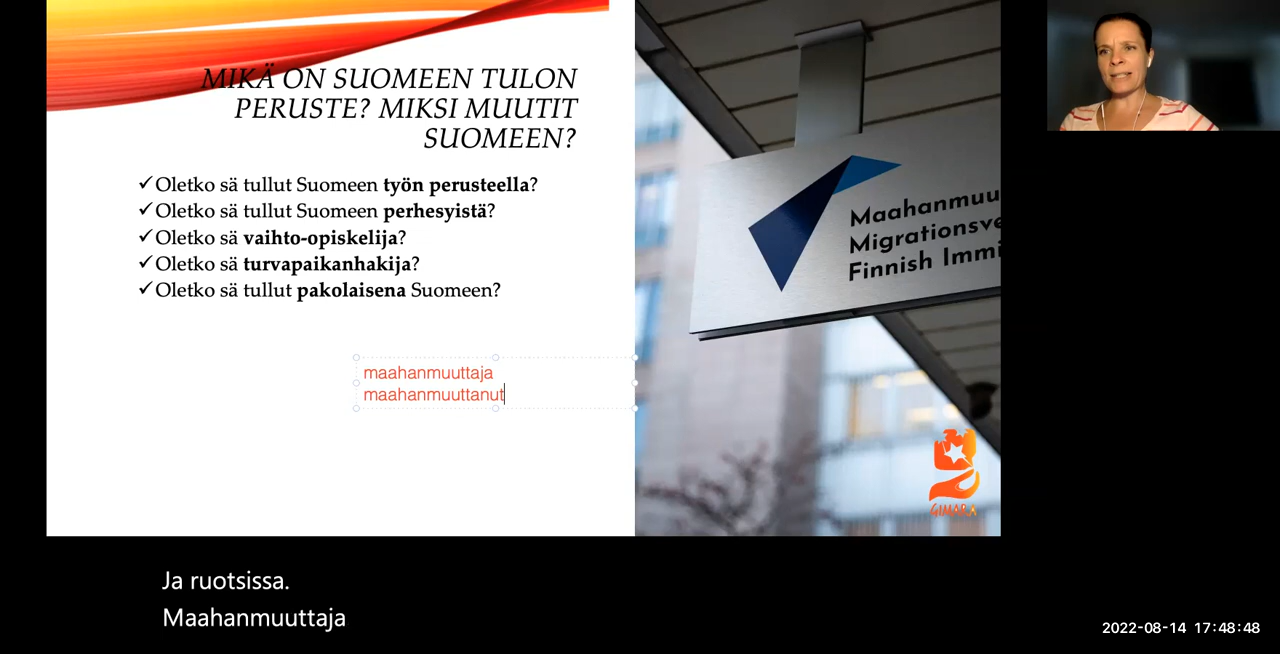 MIKÄ ON SUOMEEN TULON
PERUSTE? MIKSI MUUTIT
SUOMEEN?
✓Oletko sä tullut Suomeen työn perusteella?
✓Oletko sä tullut Suomeen perhesyistä?
✓Oletko sä vaihto-opiskelija?
✓Oletko sä turvapaikanhakija?
✓Oletko sä tullut pakolaisena Suomeen?
maahanmuuttaja
maahanmuuttanut
Maahanmuu
Migrationsve
Finnish Immi
GIMARA
Ja ruotsissa.
Maahanmuuttaja
2022-08-14 17:48:48